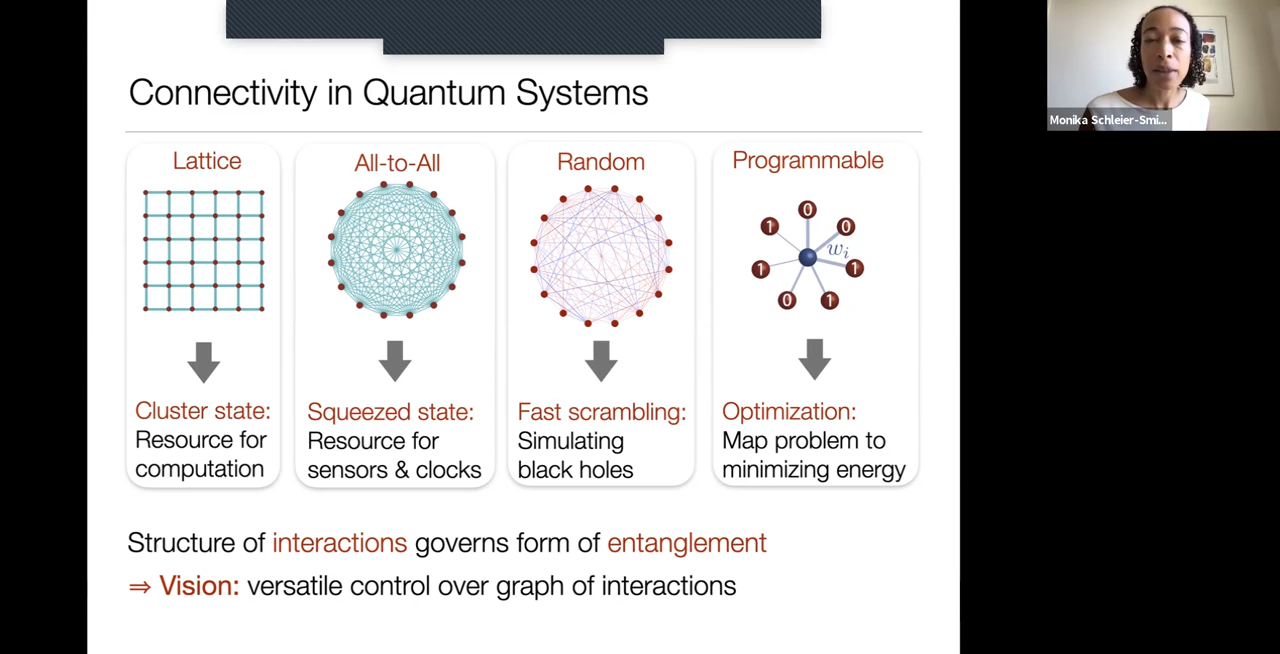 Connectivity in Quantum Systems
Monika Schleier-Smi...
Lattice
All-to-All
Random
Programmable
0
1
0
w_i
1
1
0
1
Cluster state:
Resource for
computation
Squeezed state:
Resource for
sensors & clocks
Fast scrambling:
Simulating
black holes
Optimization:
Map problem to
minimizing energy
Structure of interactions governs form of entanglement
⇒ Vision: versatile control over graph of interactions